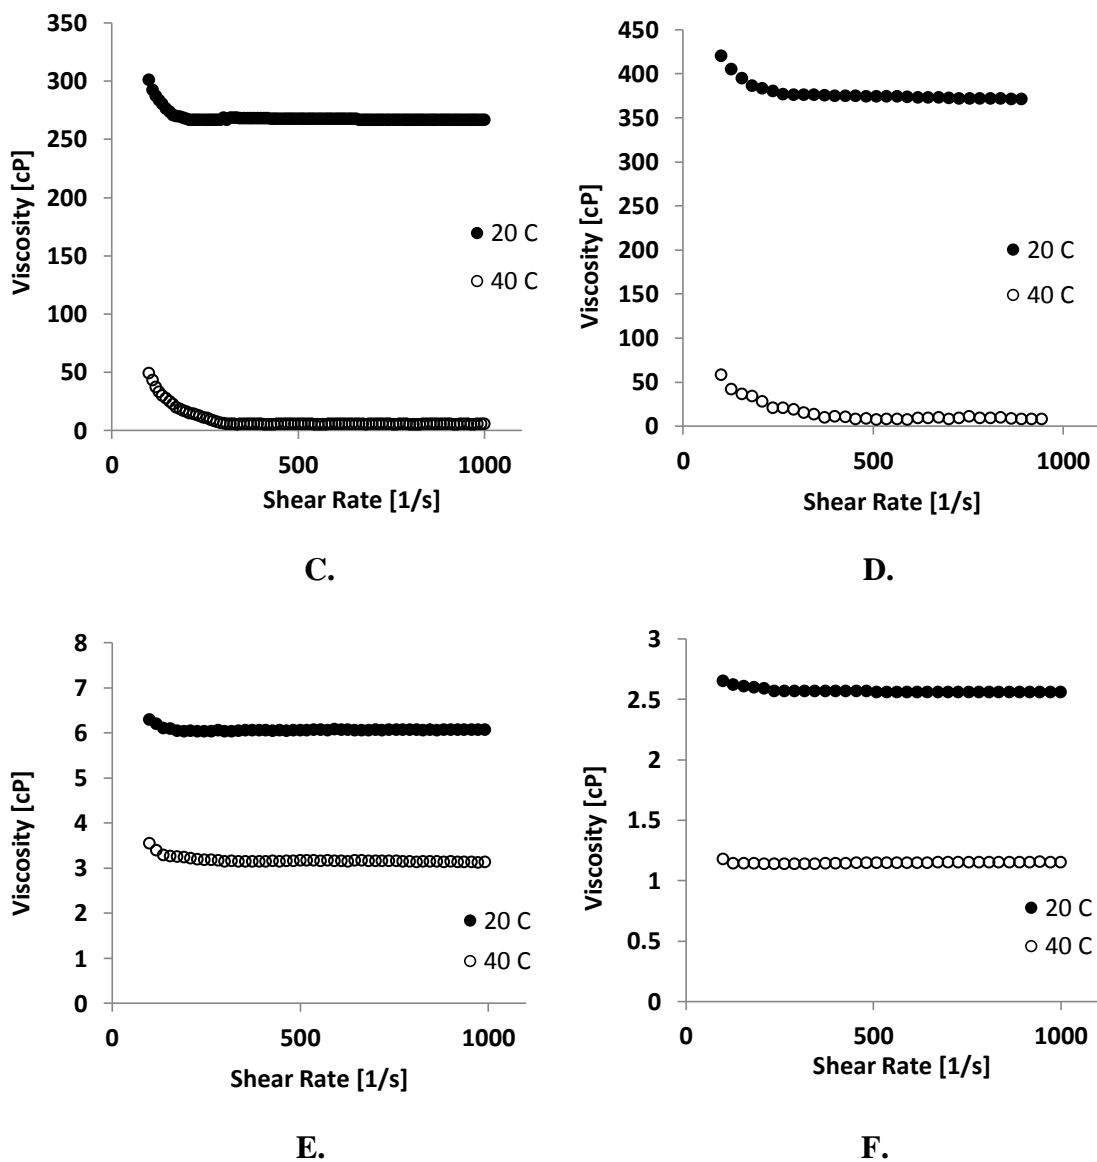 350
300
250
200
150
100
50
0
0 500 1000
Viscosity [cP]
Shear Rate [1/s]
20 C
40 C
C.
450
400
350
300
250
200
150
100
50
0
0 500 1000
Viscosity [cP]
Shear Rate [1/s]
20 C
40 C
D.
8
7
6
5
4
3
2
1
0
0 500 1000
Viscosity [cP]
Shear Rate [1/s]
20 C
40 C
E.
3
2.5
2
1.5
1
0.5
0
0 500 1000
Viscosity [cP]
Shear Rate [1/s]
20 C
40 C
F.